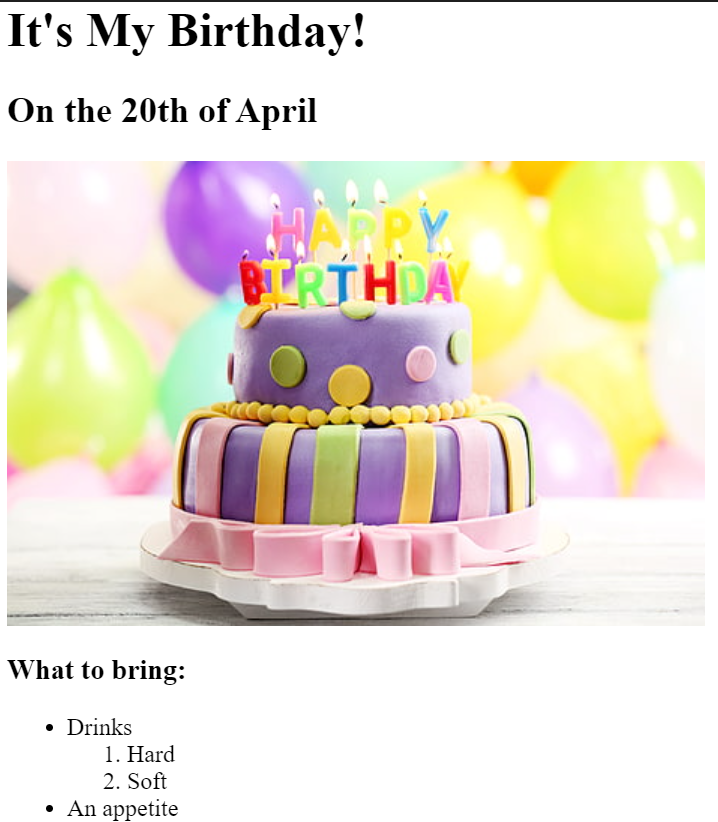 It's My Birthday!
On the 20th of April
HAPPY
BIRTHDAY
What to bring:
• Drinks
1. Hard
2. Soft
• An appetite